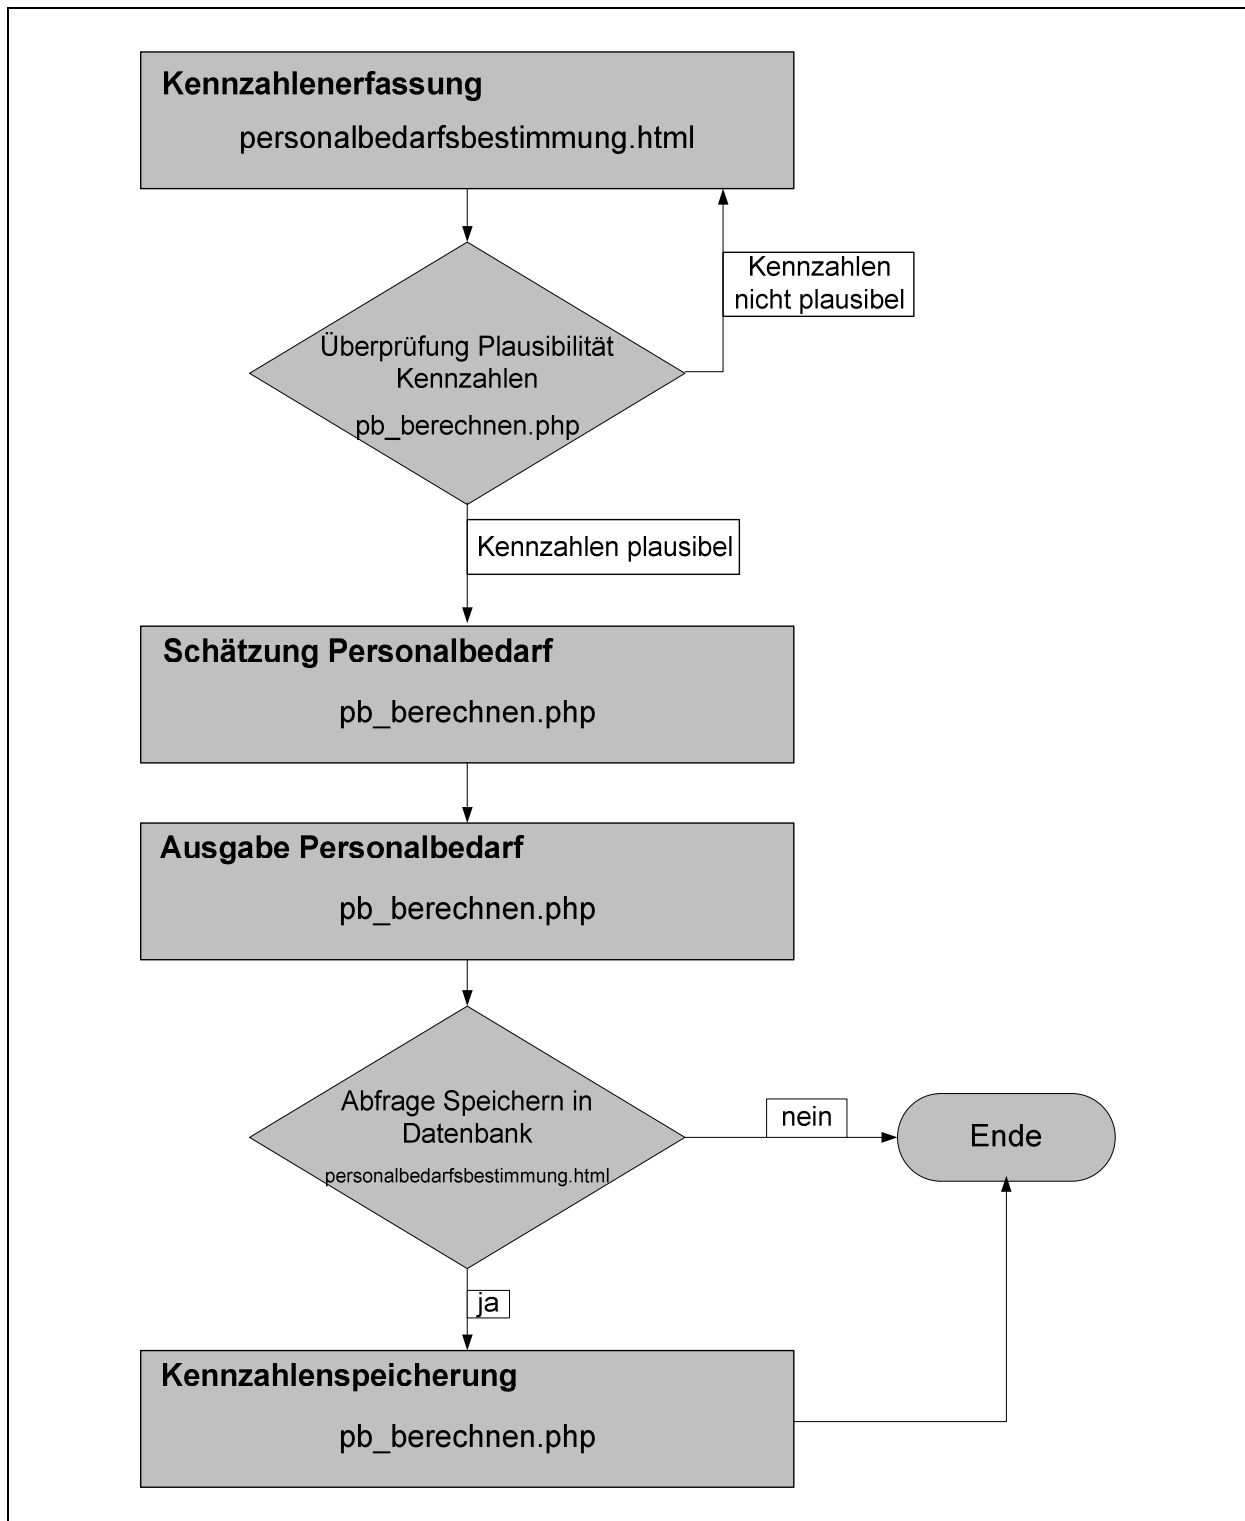 Kennzahlenerfassung
personalbedarfsbestimmung.html
Kennzahlen
nicht plausibel
Überprüfung Plausibilität
Kennzahlen
pb_berechnen.php
Kennzahlen plausibel
Schätzung Personalbedarf
pb_berechnen.php
Ausgabe Personalbedarf
pb_berechnen.php
Abfrage Speichern in
Datenbank
personalbedarfsbestimmung.html
nein
Ende
ja
Kennzahlenspeicherung
pb_berechnen.php